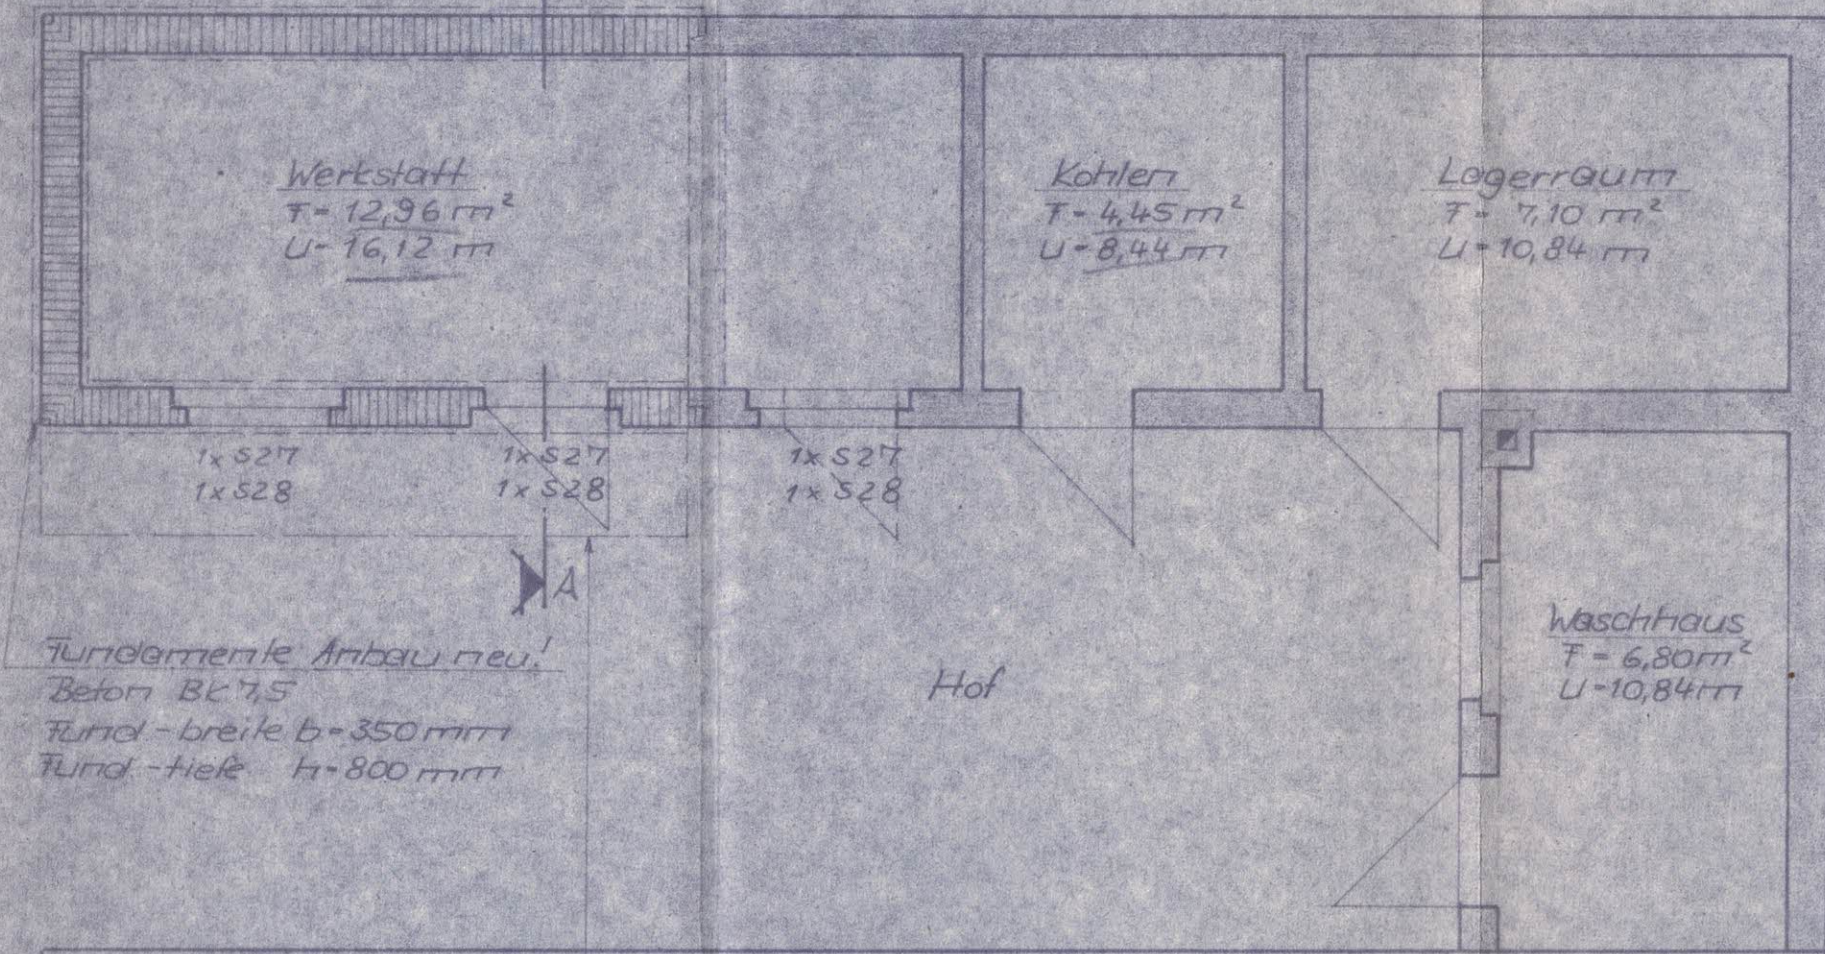 Werkstatt
F = 12,96 m²
U = 16,12 m
Kohlen
F = 4,45 m²
U = 8,44 m
Lagerraum
F = 7,10 m²
U = 10,84 m
1x S27
1x S28
1x S27
1x S28
1x S27
1x S28
A
Fundamente Anbau neu!
Beton BK 7,5
Fund-breite b = 350 mm
Fund-tiefe h = 800 mm
Hof
Waschhaus
F = 6,80 m²
U = 10,84 m